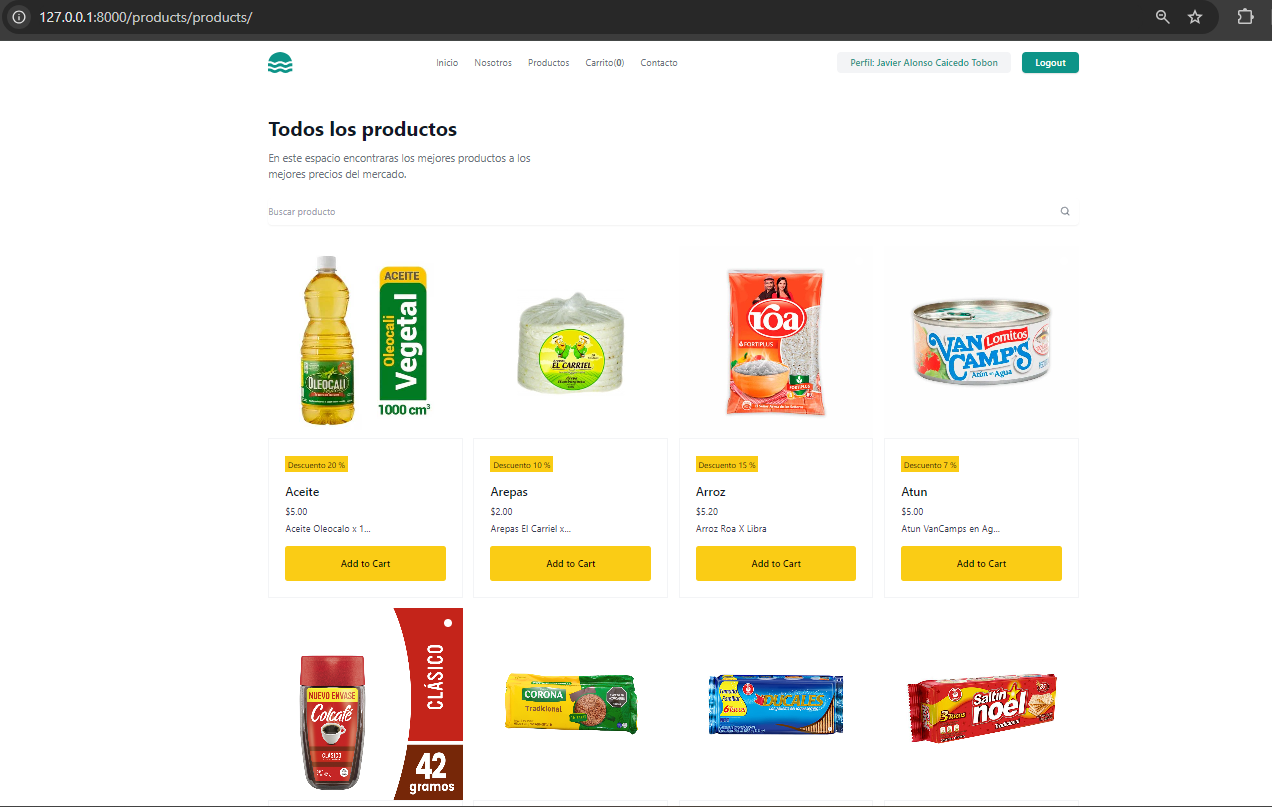 127.0.0.1:8000/products/products/
Inicio Nosotros Productos Carrito(0) Contacto Perfil: Javier Alonso Caicedo Tobon Logout
Todos los productos
En este espacio encontraras los mejores productos a los
mejores precios del mercado.
Buscar producto
ACEITE
Oleocali
Vegetal
1000 cm³
OLEOCALI
EL CARRIEL
roa
FORTIPLUS
VAN CAMP'S
Lomitos
Atún en Agua
Descuento 20 % Descuento 10 % Descuento 15 % Descuento 7 %
Aceite Arepas Arroz Atun
$5.00 $2.00 $5.20 $5.00
Aceite Oleocalo x 1... Arepas El Carriel x... Arroz Roa X Libra Atun VanCamps en Ag...
Add to Cart Add to Cart Add to Cart Add to Cart
NUEVO ENVASE
Colcafé
CLÁSICO
CLÁSICO
42
gramos
CORONA
Tradicional
DUCALES
Saltín
noel
Tradicional